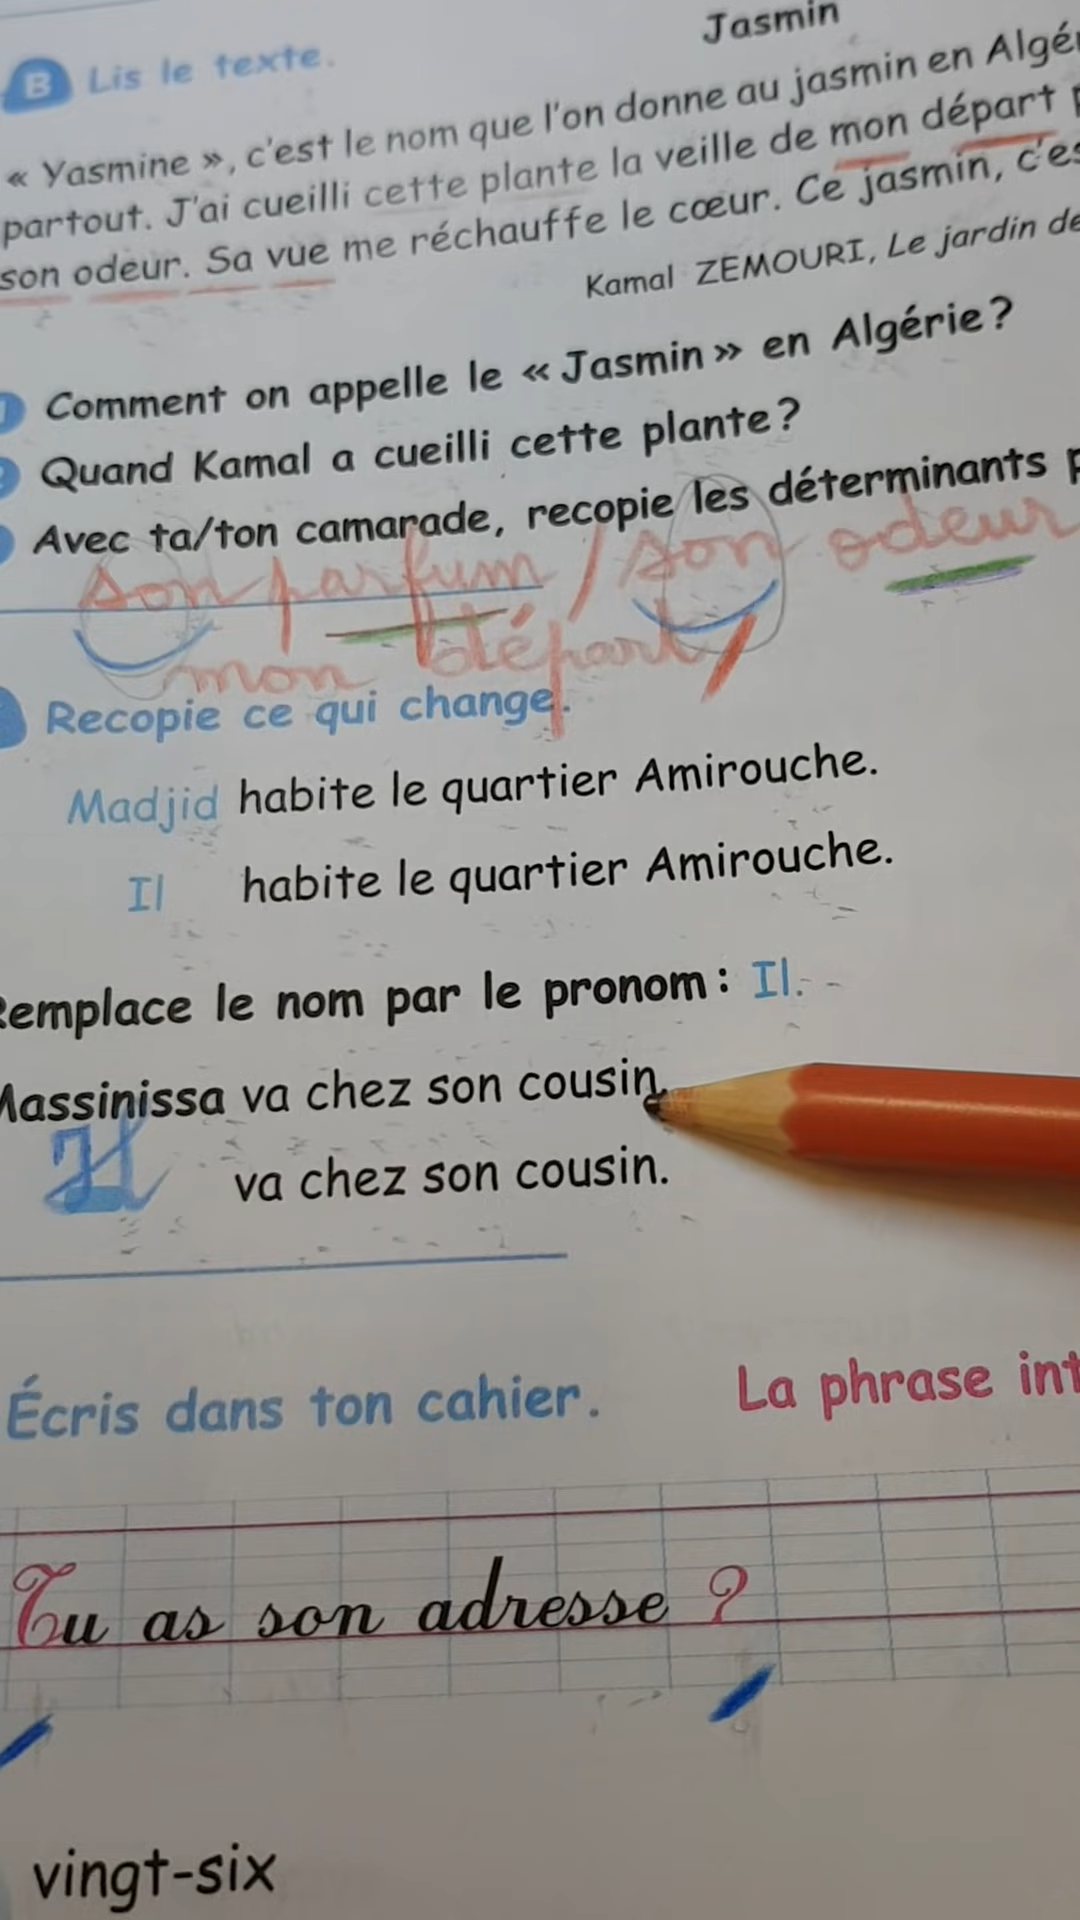 Jasmin
B Lis le texte.
« Yasmine », c'est le nom que l'on donne au jasmin en
partout. J'ai cueilli cette plante la veille de mon départ
son odeur. Sa vue me réchauffe le cœur. Ce jasmin,
Kamal ZEMOURI, Le jardin de
Comment on appelle le « Jasmin » en Algérie ?
Quand Kamal a cueilli cette plante ?
Avec ta/ton camarade, recopie les déterminants
son parfum / son odeur
mon départ /
Recopie ce qui change.
Madjid habite le quartier Amirouche.
Il habite le quartier Amirouche.
Remplace le nom par le pronom : Il.
Massinissa va chez son cousin.
Il va chez son cousin.
Écris dans ton cahier.
La phrase
Tu as son adresse ?
vingt-six